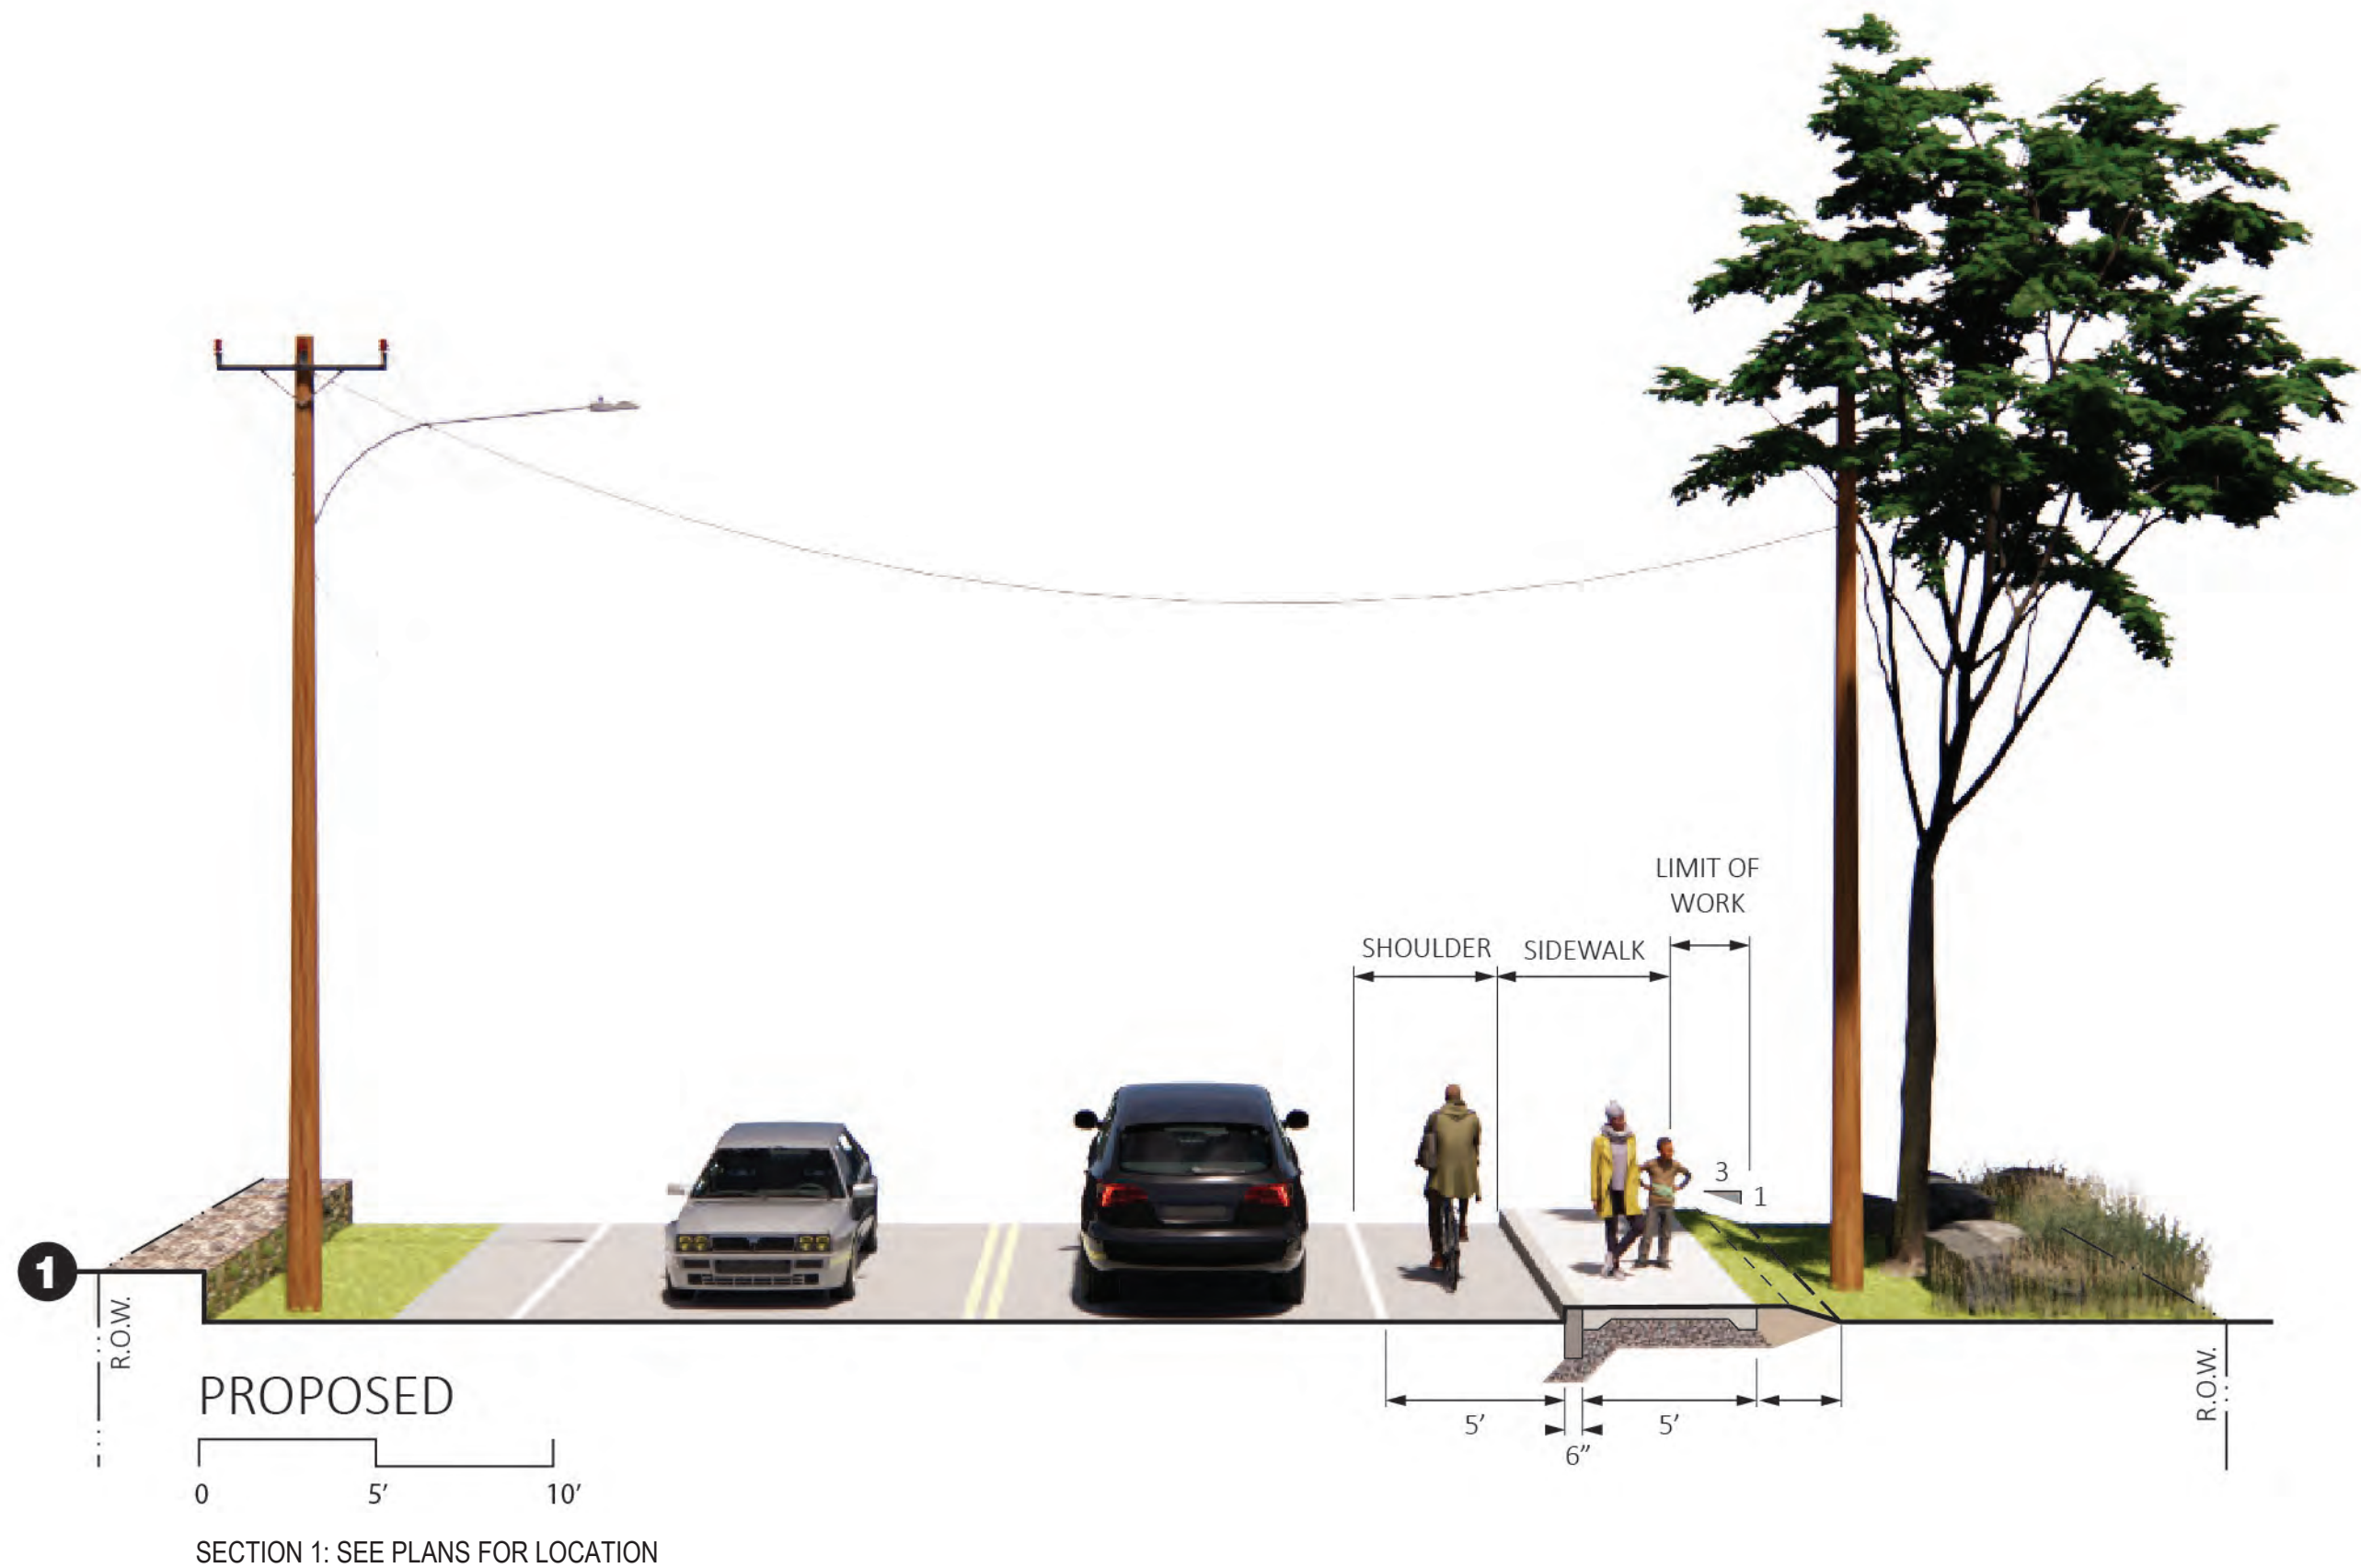 LIMIT OF
WORK
SHOULDER
SIDEWALK
3
1
1
R.O.W.
R.O.W.
5'
5'
6"
PROPOSED
0
5'
10'
SECTION 1: SEE PLANS FOR LOCATION